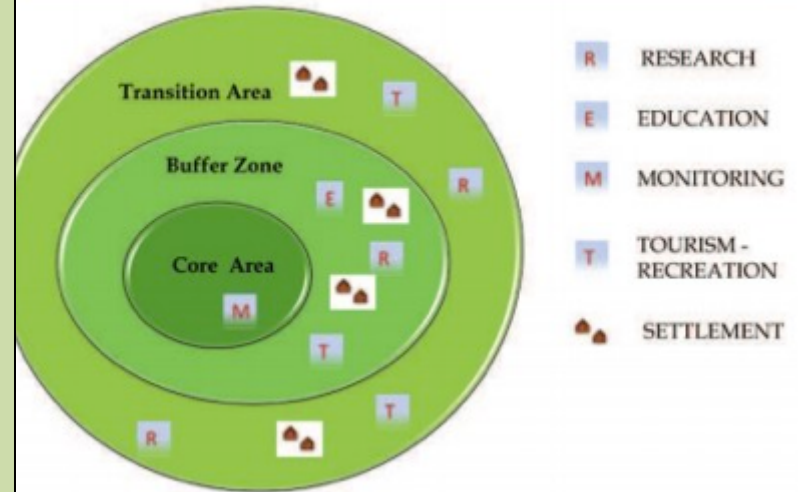 Transition Area
T
Buffer Zone
E
R
R
Core Area
M
T
T
R
R RESEARCH
E EDUCATION
M MONITORING
T TOURISM -
RECREATION
SETTLEMENT